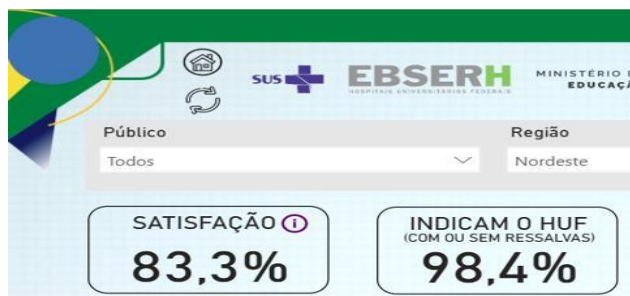 SUS
EBSERH
HOSPITAIS UNIVERSITÁRIOS FEDERAIS
MINISTÉRIO
EDUCAÇÃ
Público
Região
Todos
Nordeste
SATISFAÇÃO
83,3%
INDICAM O HUF
(COM OU SEM RESSALVAS)
98,4%